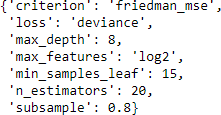 {'criterion': 'friedman_mse',
'loss': 'deviance',
'max_depth': 8,
'max_features': 'log2',
'min_samples_leaf': 15,
'n_estimators': 20,
'subsample': 0.8}